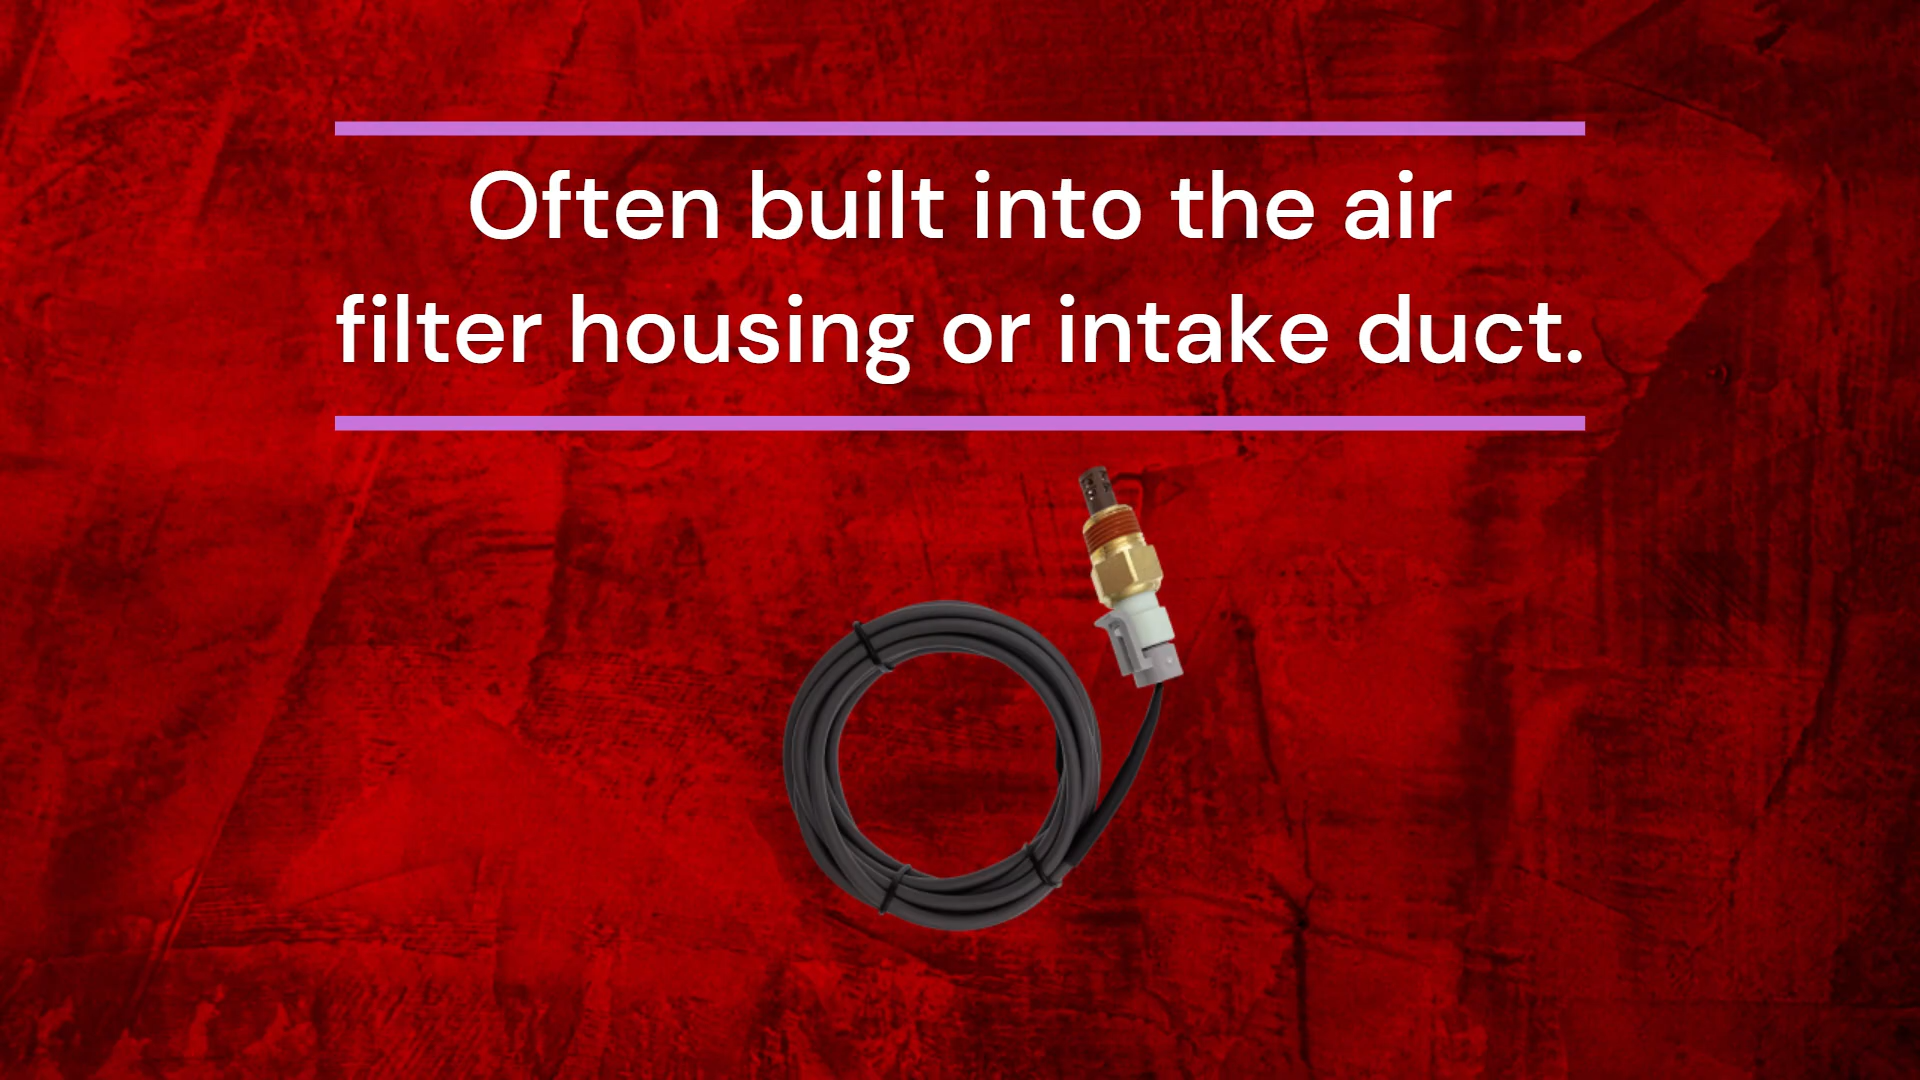 Often built into the air
filter housing or intake duct.